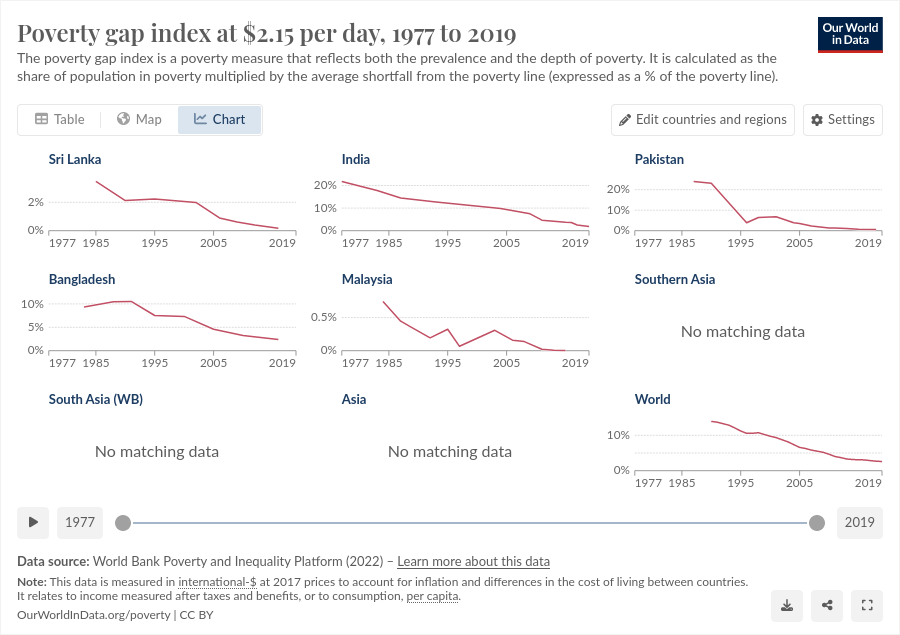 Poverty gap index at $2.15 per day, 1977 to 2019
Our World
in Data
The poverty gap index is a poverty measure that reflects both the prevalence and the depth of poverty. It is calculated as the
share of population in poverty multiplied by the average shortfall from the poverty line (expressed as a % of the poverty line).
Table Map Chart Edit countries and regions Settings
Sri Lanka India Pakistan
2%
0%
1977 1985 1995 2005 2019
20%
10%
0%
1977 1985 1995 2005 2019
20%
10%
0%
1977 1985 1995 2005 2019
Bangladesh Malaysia Southern Asia
10%
5%
0%
1977 1985 1995 2005 2019
0.5%
0%
1977 1985 1995 2005 2019
No matching data
South Asia (WB) Asia World
No matching data
No matching data
10%
0%
1977 1985 1995 2005 2019
1977 2019
Data source: World Bank Poverty and Inequality Platform (2022) – Learn more about this data
Note: This data is measured in international-$ at 2017 prices to account for inflation and differences in the cost of living between countries.
It relates to income measured after taxes and benefits, or to consumption, per capita.
OurWorldInData.org/poverty | CC BY